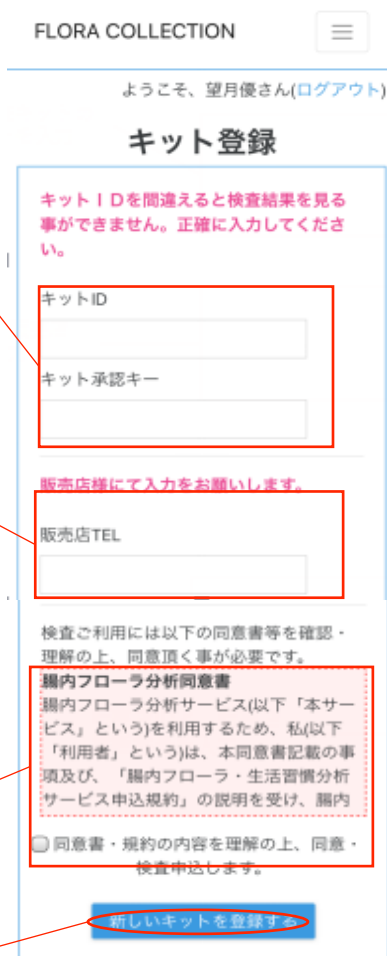 FLORA COLLECTION
ようこそ、望月優さん(ログアウト)
キット登録
キットIDを間違えると検査結果を見る
事ができません。正確に入力してくださ
い。
キットID
キット承認キー
販売店様にて入力をお願いします。
販売店TEL
検査ご利用には以下の同意書等を確認・
理解の上、同意頂く事が必要です。
腸内フローラ分析同意書
腸内フローラ分析サービス(以下「本サー
ビス」という)を利用するため、私(以下
「利用者」という)は、本同意書記載の事
項及び、「腸内フローラ・生活習慣分析
サービス申込規約」の説明を受け、腸内
同意書・規約の内容を理解の上、同意・
検査申込します。
新しいキットを登録する